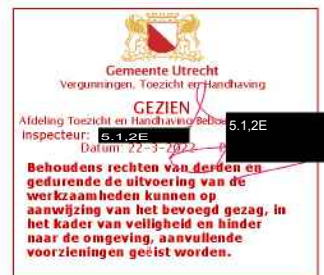 Gemeente Utrecht
Vergunningen, Toezicht en Handhaving
GEZIEN
Afdeling Toezicht en Handhaving
inspecteur: 5.1,2E
5.1,2E
Datum: 22-3-2022
Behoudens rechten van derden en
gedurende de uitvoering van de
werkzaamheden kunnen op
aanwijzing van het bevoegd gezag, in
het kader van veiligheid en hinder
naar de omgeving, aanvullende
voorzieningen geëist worden.